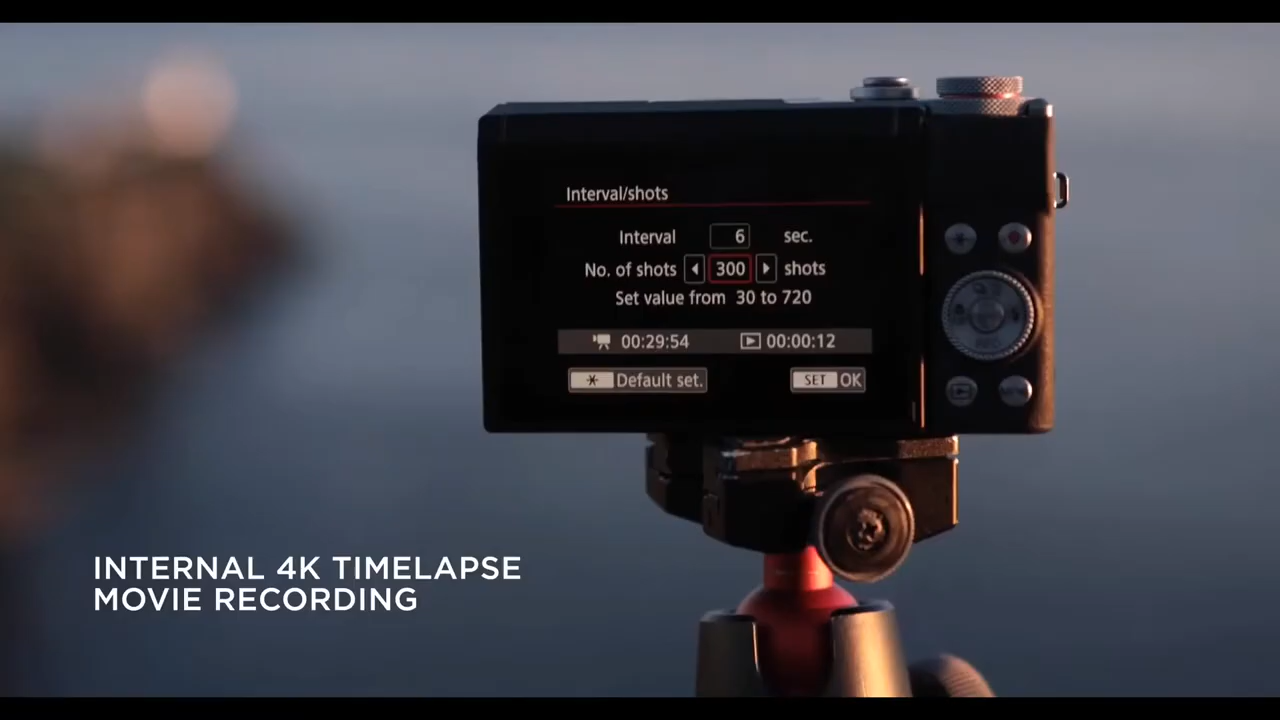 Interval/shots
Interval 6 sec.
No. of shots 300 shots
Set value from 30 to 720
00:29:54 00:00:12
Default set. SET OK
INTERNAL 4K TIMELAPSE
MOVIE RECORDING